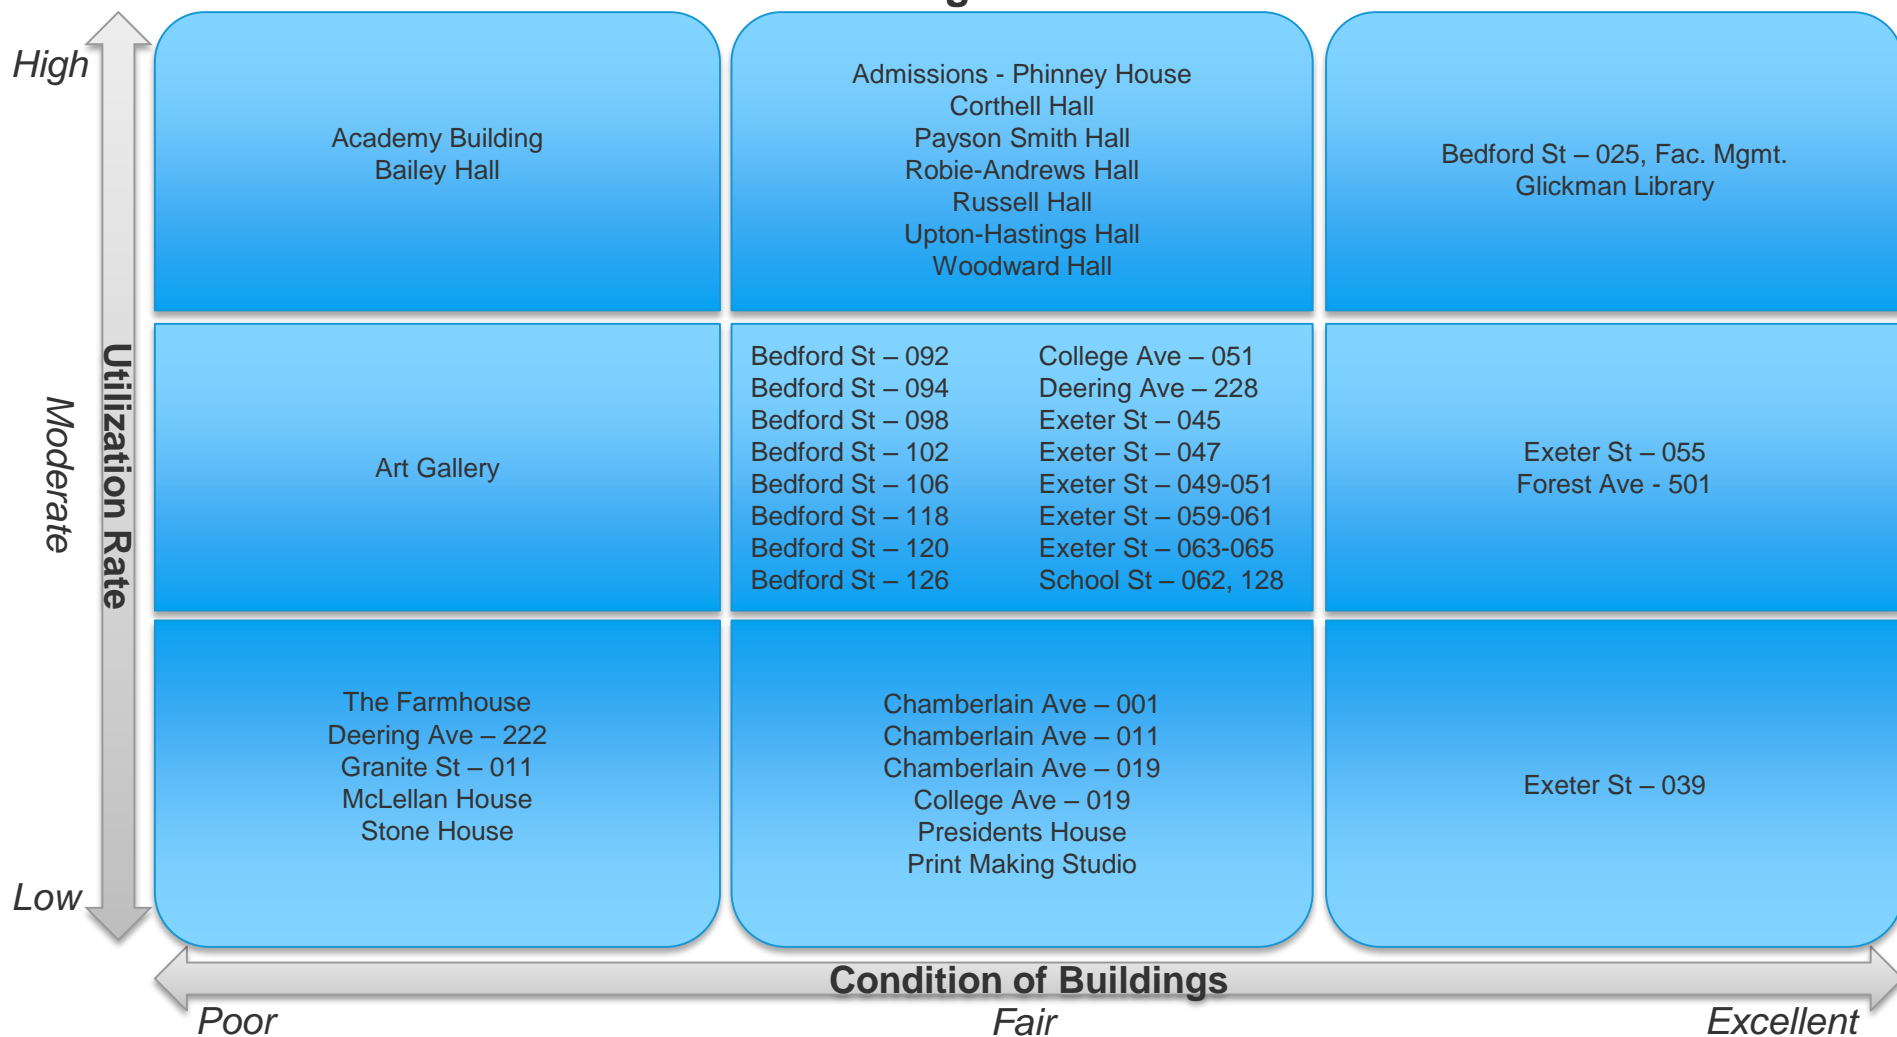 High
Admissions - Phinney House
Corthell Hall
Payson Smith Hall
Robie-Andrews Hall
Russell Hall
Upton-Hastings Hall
Woodward Hall
Academy Building
Bailey Hall
Bedford St – 025, Fac. Mgmt.
Glickman Library
Utilization Rate
Moderate
Art Gallery
Bedford St – 092
Bedford St – 094
Bedford St – 098
Bedford St – 102
Bedford St – 106
Bedford St – 118
Bedford St – 120
Bedford St – 126
College Ave – 051
Deering Ave – 228
Exeter St – 045
Exeter St – 047
Exeter St – 049-051
Exeter St – 059-061
Exeter St – 063-065
School St – 062, 128
Exeter St – 055
Forest Ave - 501
The Farmhouse
Deering Ave – 222
Granite St – 011
McLellan House
Stone House
Chamberlain Ave – 001
Chamberlain Ave – 011
Chamberlain Ave – 019
College Ave – 019
Presidents House
Print Making Studio
Exeter St – 039
Low
Condition of Buildings
Poor
Fair
Excellent